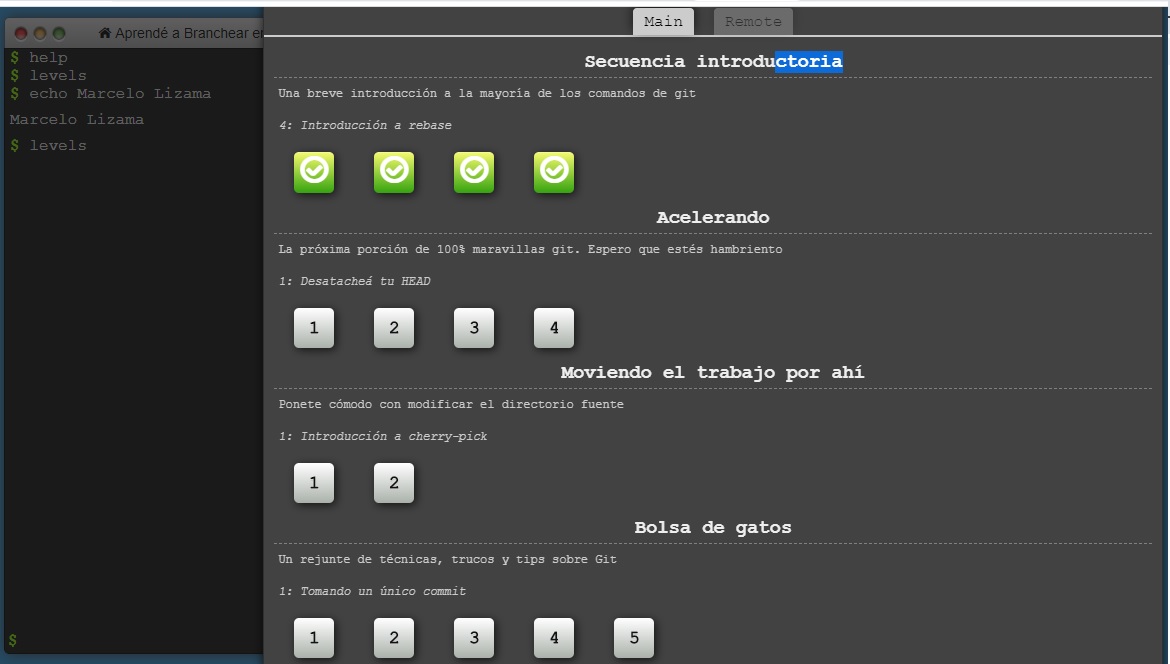 Aprendé a Branchear en
$ help
$ levels
$ echo Marcelo Lizama
Marcelo Lizama
$ levels
$
Main Remote
Secuencia introductoria
Una breve introducción a la mayoría de los comandos de git
4: Introducción a rebase
Acelerando
La próxima porción de 100% maravillas git. Espero que estés hambriento
1: Desatacheá tu HEAD
1 2 3 4
Moviendo el trabajo por ahí
Ponete cómodo con modificar el directorio fuente
1: Introducción a cherry-pick
1 2
Bolsa de gatos
Un rejunte de técnicas, trucos y tips sobre Git
1: Tomando un único commit
1 2 3 4 5